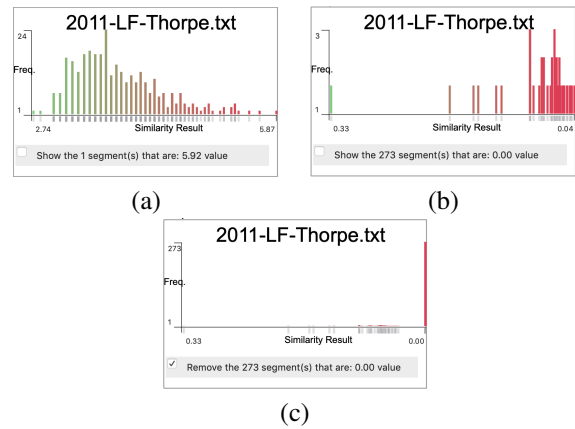 2011-LF-Thorpe.txt
24
Freq.
1
2.74
Similarity Result
5.87
Show the 1 segment(s) that are: 5.92 value
(a)
2011-LF-Thorpe.txt
3
Freq.
1
0.33
Similarity Result
0.04
Show the 273 segment(s) that are: 0.00 value
(b)
2011-LF-Thorpe.txt
273
Freq.
1
0.33
Similarity Result
0.00
Remove the 273 segment(s) that are: 0.00 value
(c)